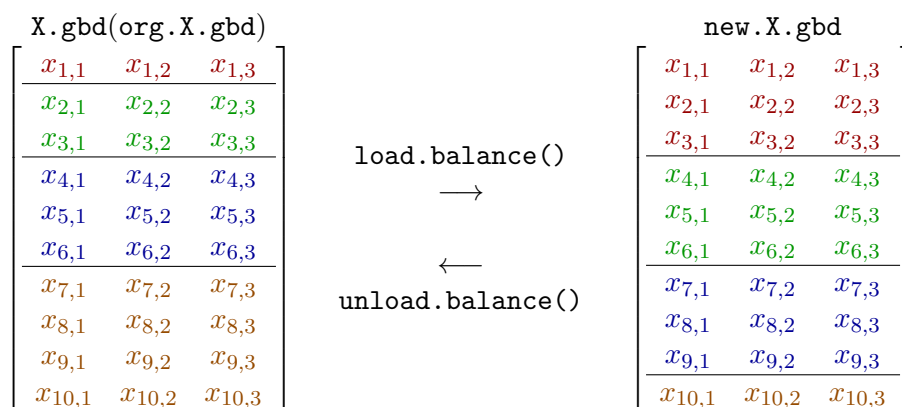 X.gbd(org.X.gbd) new.X.gbd
x1,1 x1,2 x1,3 x1,1 x1,2 x1,3
x2,1 x2,2 x2,3 x2,1 x2,2 x2,3
x3,1 x3,2 x3,3 x3,1 x3,2 x3,3
load.balance()
x4,1 x4,2 x4,3 → x4,1 x4,2 x4,3
x5,1 x5,2 x5,3 x5,1 x5,2 x5,3
x6,1 x6,2 x6,3 ← x6,1 x6,2 x6,3
x7,1 x7,2 x7,3 unload.balance() x7,1 x7,2 x7,3
x8,1 x8,2 x8,3 x8,1 x8,2 x8,3
x9,1 x9,2 x9,3 x9,1 x9,2 x9,3
x10,1 x10,2 x10,3 x10,1 x10,2 x10,3